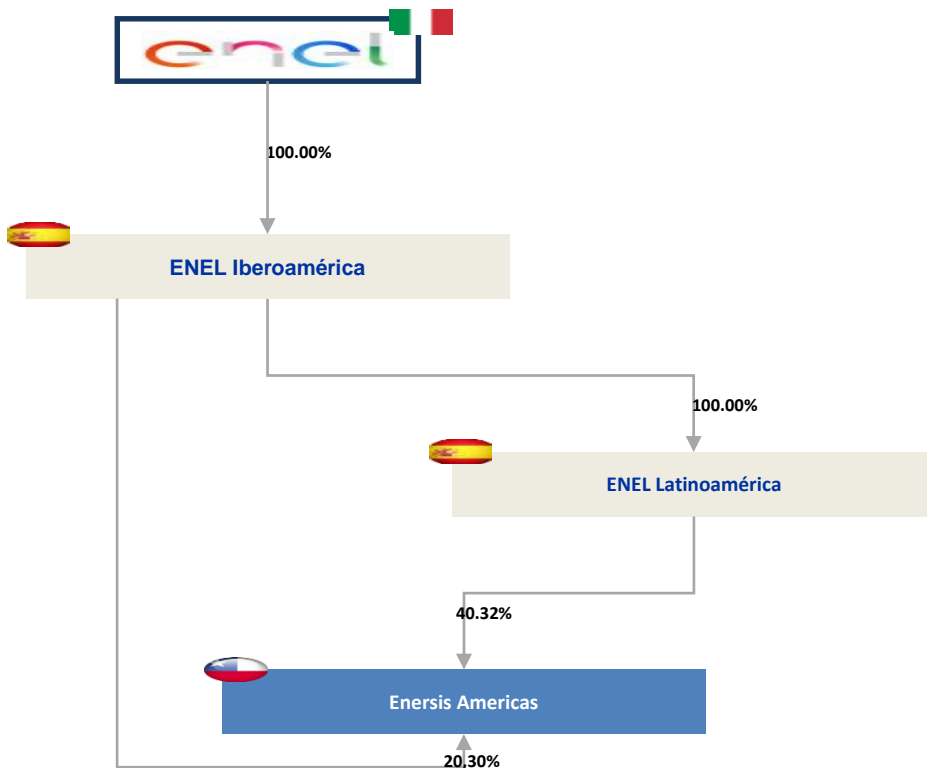 enel
100.00%
ENEL Iberoamérica
100.00%
ENEL Latinoamérica
40.32%
Enersis Americas
20.30%